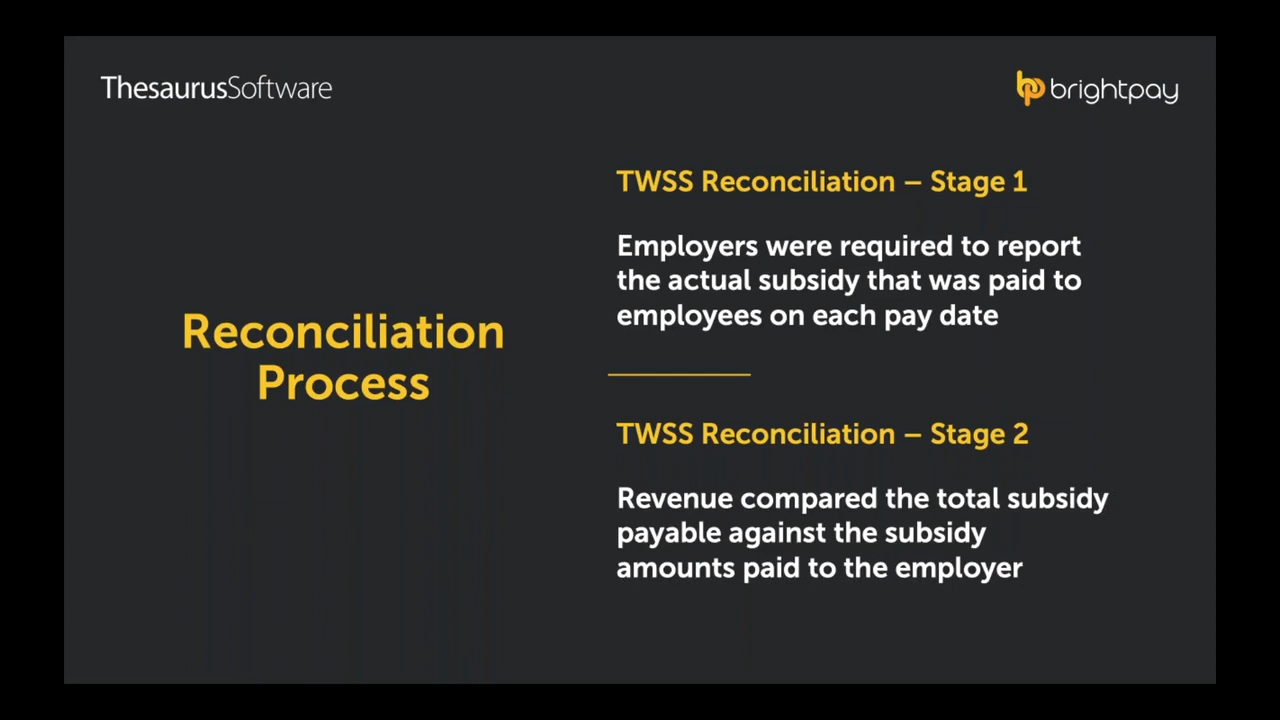 ThesaurusSoftware
brightpay
Reconciliation
Process
TWSS Reconciliation – Stage 1
Employers were required to report
the actual subsidy that was paid to
employees on each pay date
TWSS Reconciliation – Stage 2
Revenue compared the total subsidy
payable against the subsidy
amounts paid to the employer